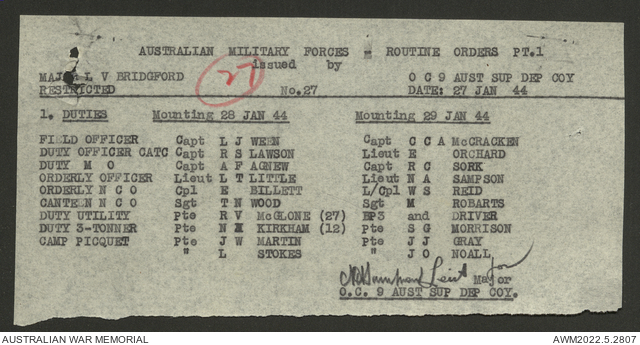 AUSTRALIAN MILITARY FORCES - ROUTINE ORDERS PT.1
issued by
MAJOR L V BRIDGFORD O C 9 AUST SUP DEP COY
RESTRICTED 27 No.27 DATE: 27 JAN 44
1. DUTIES Mounting 28 JAN 44 Mounting 29 JAN 44
FIELD OFFICER Capt L J WEEN Capt C C A McCRACKEN
DUTY OFFICER CATC Capt R S LAWSON Lieut E ORCHARD
DUTY M O Capt A F AGNEW Capt R C SORK
ORDERLY OFFICER Lieut L T LITTLE Lieut N A SAMPSON
ORDERLY N C O Cpl E BILLETT L/Cpl W S REID
CANTEEN N C O Sgt T N WOOD Sgt M ROBARTS
DUTY UTILITY Pte R V McGLONE (27) BP3 and DRIVER
DUTY 3-TONNER Pte N KIRKHAM (12) Pte S G MORRISON
CAMP PICQUET Pte J W MARTIN Pte J J GRAY
" L STOKES " J O NOALL
NASampson Lieut for Major
O.C. 9 AUST SUP DEP COY.
AUSTRALIAN WAR MEMORIAL AWM2022.5.2807